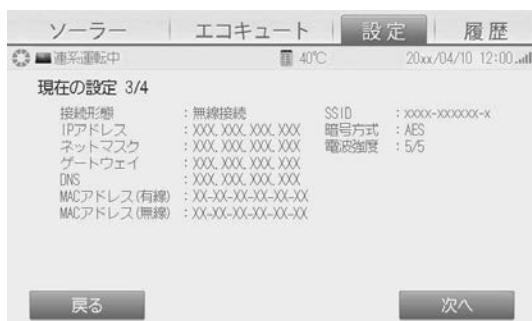 ソーラー エコキュート 設定 履歴
連系運転中 40℃ 20xx/04/10 12:00
現在の設定 3/4
接続形態 : 無線接続 SSID : xxxx-xxxxxx-x
IPアドレス : XXX. XXX. XXX. XXX 暗号方式 : AES
ネットマスク : XXX. XXX. XXX. XXX 電波強度 : 5/5
ゲートウェイ : XXX. XXX. XXX. XXX
DNS : XXX. XXX. XXX. XXX
MACアドレス(有線) : XX-XX-XX-XX-XX-XX
MACアドレス(無線) : XX-XX-XX-XX-XX-XX
戻る 次へ